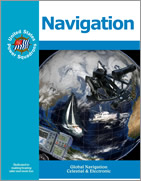 Navigation
United States
Power Squadrons
Global Navigation
Celestial & Electronic